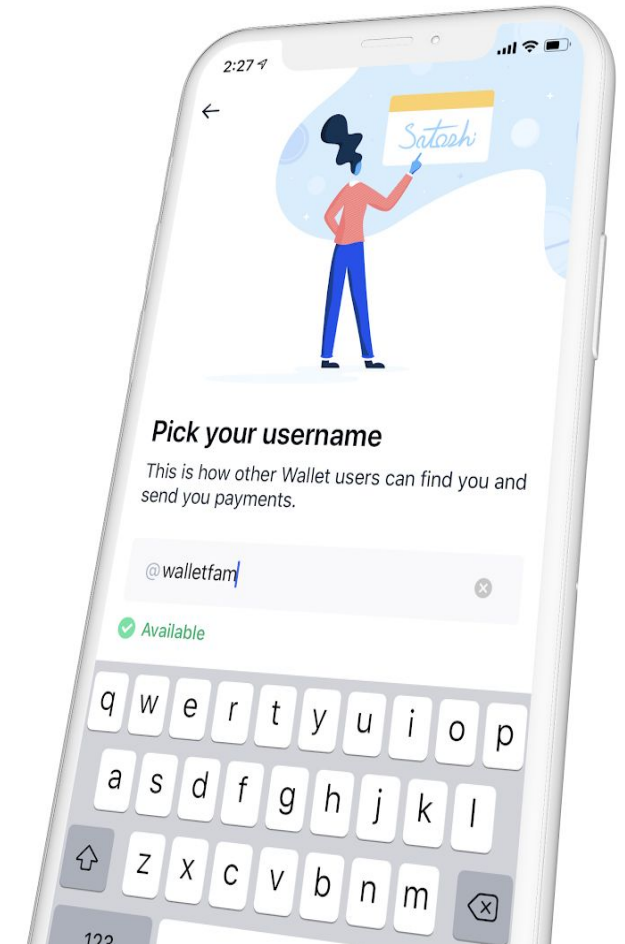 2:27
Satoshi
Pick your username
This is how other Wallet users can find you and
send you payments.
@walletfam
Available
q w e r t y u i o p
a s d f g h j k l
z x c v b n m
123